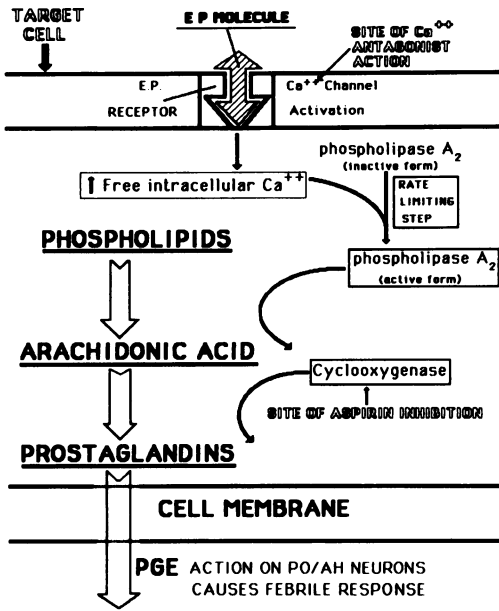 TARGET
CELL
E P MOLECULE
SITE OF Ca++
ANTAGONIST
ACTION
E.P.
RECEPTOR
Ca++ Channel
Activation
phospholipase A2
(inactive form)
↑ Free intracellular Ca++
RATE
LIMITING
STEP
PHOSPHOLIPIDS
phospholipase A2
(active form)
ARACHIDONIC ACID
Cyclooxygenase
SITE OF ASPIRIN INHIBITION
PROSTAGLANDINS
CELL MEMBRANE
PGE ACTION ON PO/AH NEURONS
CAUSES FEBRILE RESPONSE